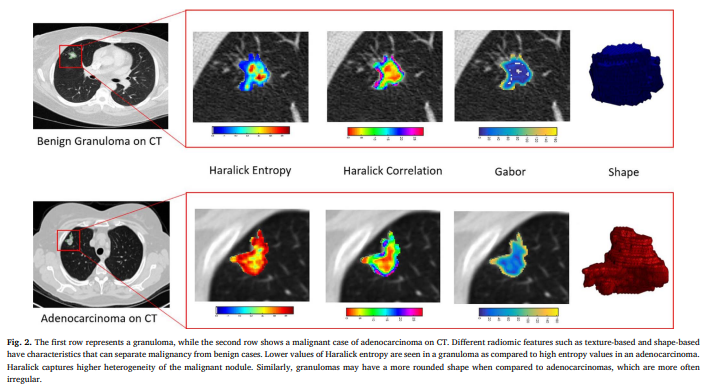 Benign Granuloma on CT
Haralick Entropy
Haralick Correlation
Gabor
Shape
Adenocarcinoma on CT
Fig. 2. The first row represents a granuloma, while the second row shows a malignant case of adenocarcinoma on CT. Different radiomic features such as texture-based and shape-based
have characteristics that can separate malignancy from benign cases. Lower values of Haralick entropy are seen in a granuloma as compared to high entropy values in an adenocarcinoma.
Haralick captures higher heterogeneity of the malignant nodule. Similarly, granulomas may have a more rounded shape when compared to adenocarcinomas, which are more often
irregular.